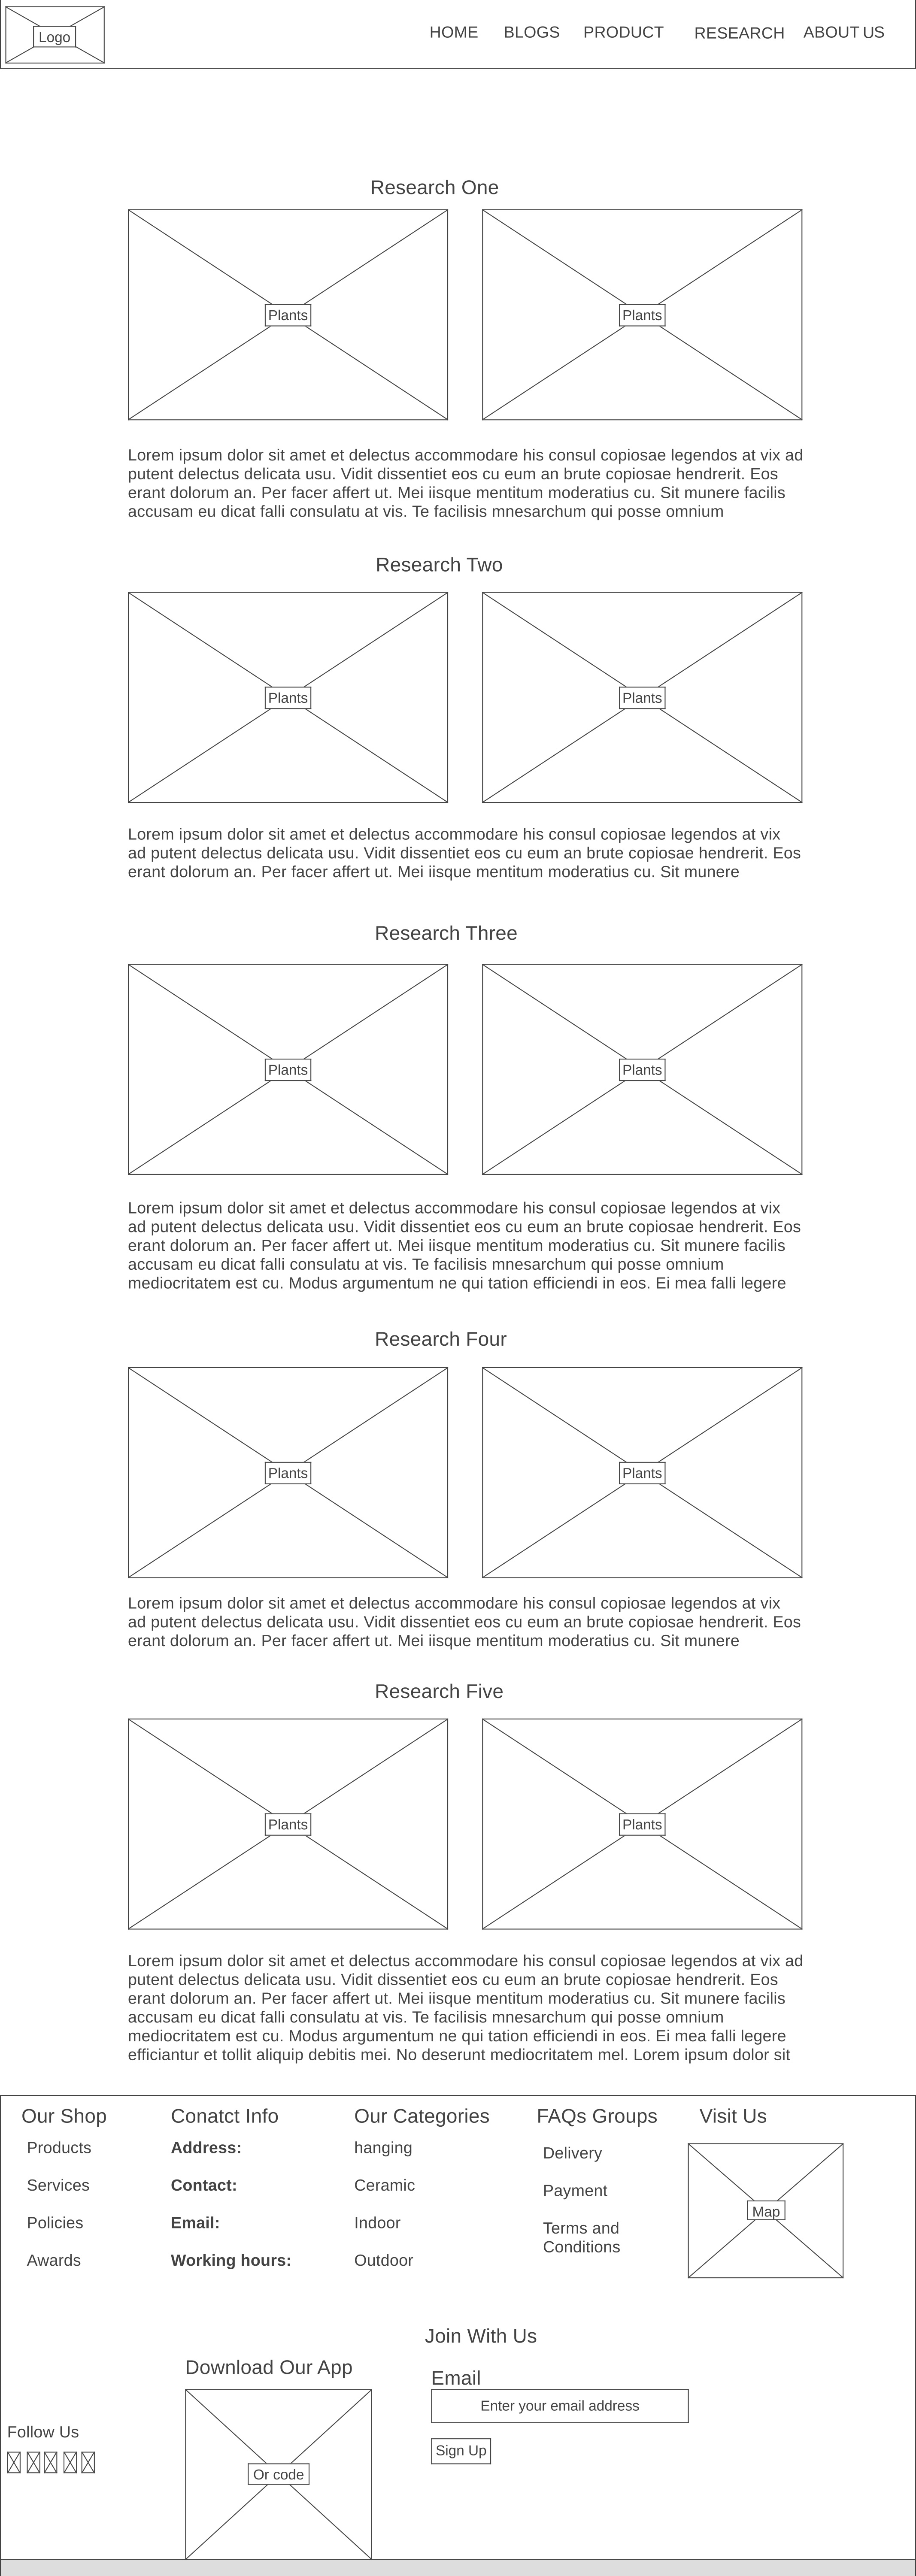 Logo
HOME BLOGS PRODUCT RESEARCH ABOUT US
Research One
Plants Plants
Lorem ipsum dolor sit amet et delectus accommodare his consul copiosae legendos at vix ad
putent delectus delicata usu. Vidit dissentiet eos cu eum an brute copiosae hendrerit. Eos
erant dolorum an. Per facer affert ut. Mei iisque mentitum moderatius cu. Sit munere facilis
accusam eu dicat falli consulatu at vis. Te facilisis mnesarchum qui posse omnium
Research Two
Plants Plants
Lorem ipsum dolor sit amet et delectus accommodare his consul copiosae legendos at vix
ad putent delectus delicata usu. Vidit dissentiet eos cu eum an brute copiosae hendrerit. Eos
erant dolorum an. Per facer affert ut. Mei iisque mentitum moderatius cu. Sit munere
Research Three
Plants Plants
Lorem ipsum dolor sit amet et delectus accommodare his consul copiosae legendos at vix
ad putent delectus delicata usu. Vidit dissentiet eos cu eum an brute copiosae hendrerit. Eos
erant dolorum an. Per facer affert ut. Mei iisque mentitum moderatius cu. Sit munere facilis
accusam eu dicat falli consulatu at vis. Te facilisis mnesarchum qui posse omnium
mediocritatem est cu. Modus argumentum ne qui tation efficiendi in eos. Ei mea falli legere
Research Four
Plants Plants
Lorem ipsum dolor sit amet et delectus accommodare his consul copiosae legendos at vix
ad putent delectus delicata usu. Vidit dissentiet eos cu eum an brute copiosae hendrerit. Eos
erant dolorum an. Per facer affert ut. Mei iisque mentitum moderatius cu. Sit munere
Research Five
Plants Plants
Lorem ipsum dolor sit amet et delectus accommodare his consul copiosae legendos at vix ad
putent delectus delicata usu. Vidit dissentiet eos cu eum an brute copiosae hendrerit. Eos
erant dolorum an. Per facer affert ut. Mei iisque mentitum moderatius cu. Sit munere facilis
accusam eu dicat falli consulatu at vis. Te facilisis mnesarchum qui posse omnium
mediocritatem est cu. Modus argumentum ne qui tation efficiendi in eos. Ei mea falli legere
efficiantur et tollit aliquip debitis mei. No deserunt mediocritatem mel. Lorem ipsum dolor sit
Our Shop
Products
Services
Policies
Awards
Conatct Info
Address:
Contact:
Email:
Working hours:
Our Categories
hanging
Ceramic
Indoor
Outdoor
FAQs Groups
Delivery
Payment
Terms and
Conditions
Visit Us
Map
Follow Us
Download Our App
Or code
Join With Us
Email
Enter your email address
Sign Up